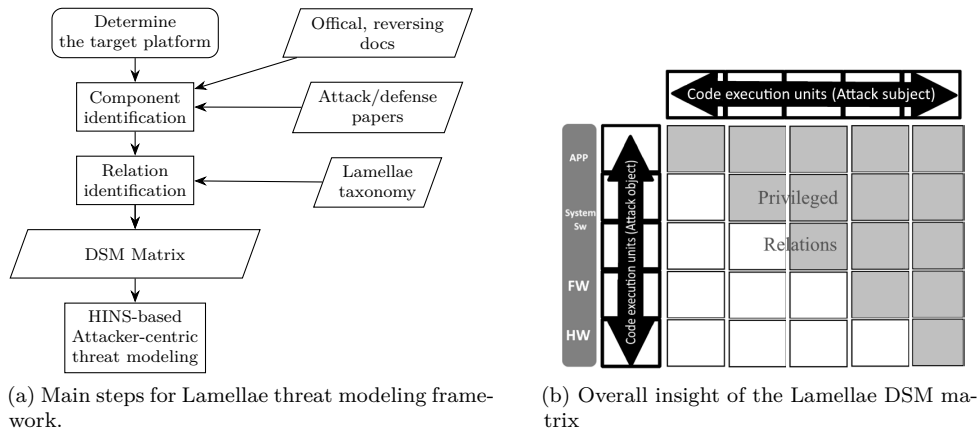 Determine
the target platform
Offical, reversing
docs
Component
identification
Attack/defense
papers
Relation
identification
Lamellae
taxonomy
DSM Matrix
HINS-based
Attacker-centric
threat modeling
(a) Main steps for Lamellae threat modeling frame-
work.
Code execution units (Attack subject)
Code execution units (Attack object)
APP
System
Sw
FW
HW
Privileged
Relations
(b) Overall insight of the Lamellae DSM ma-
trix